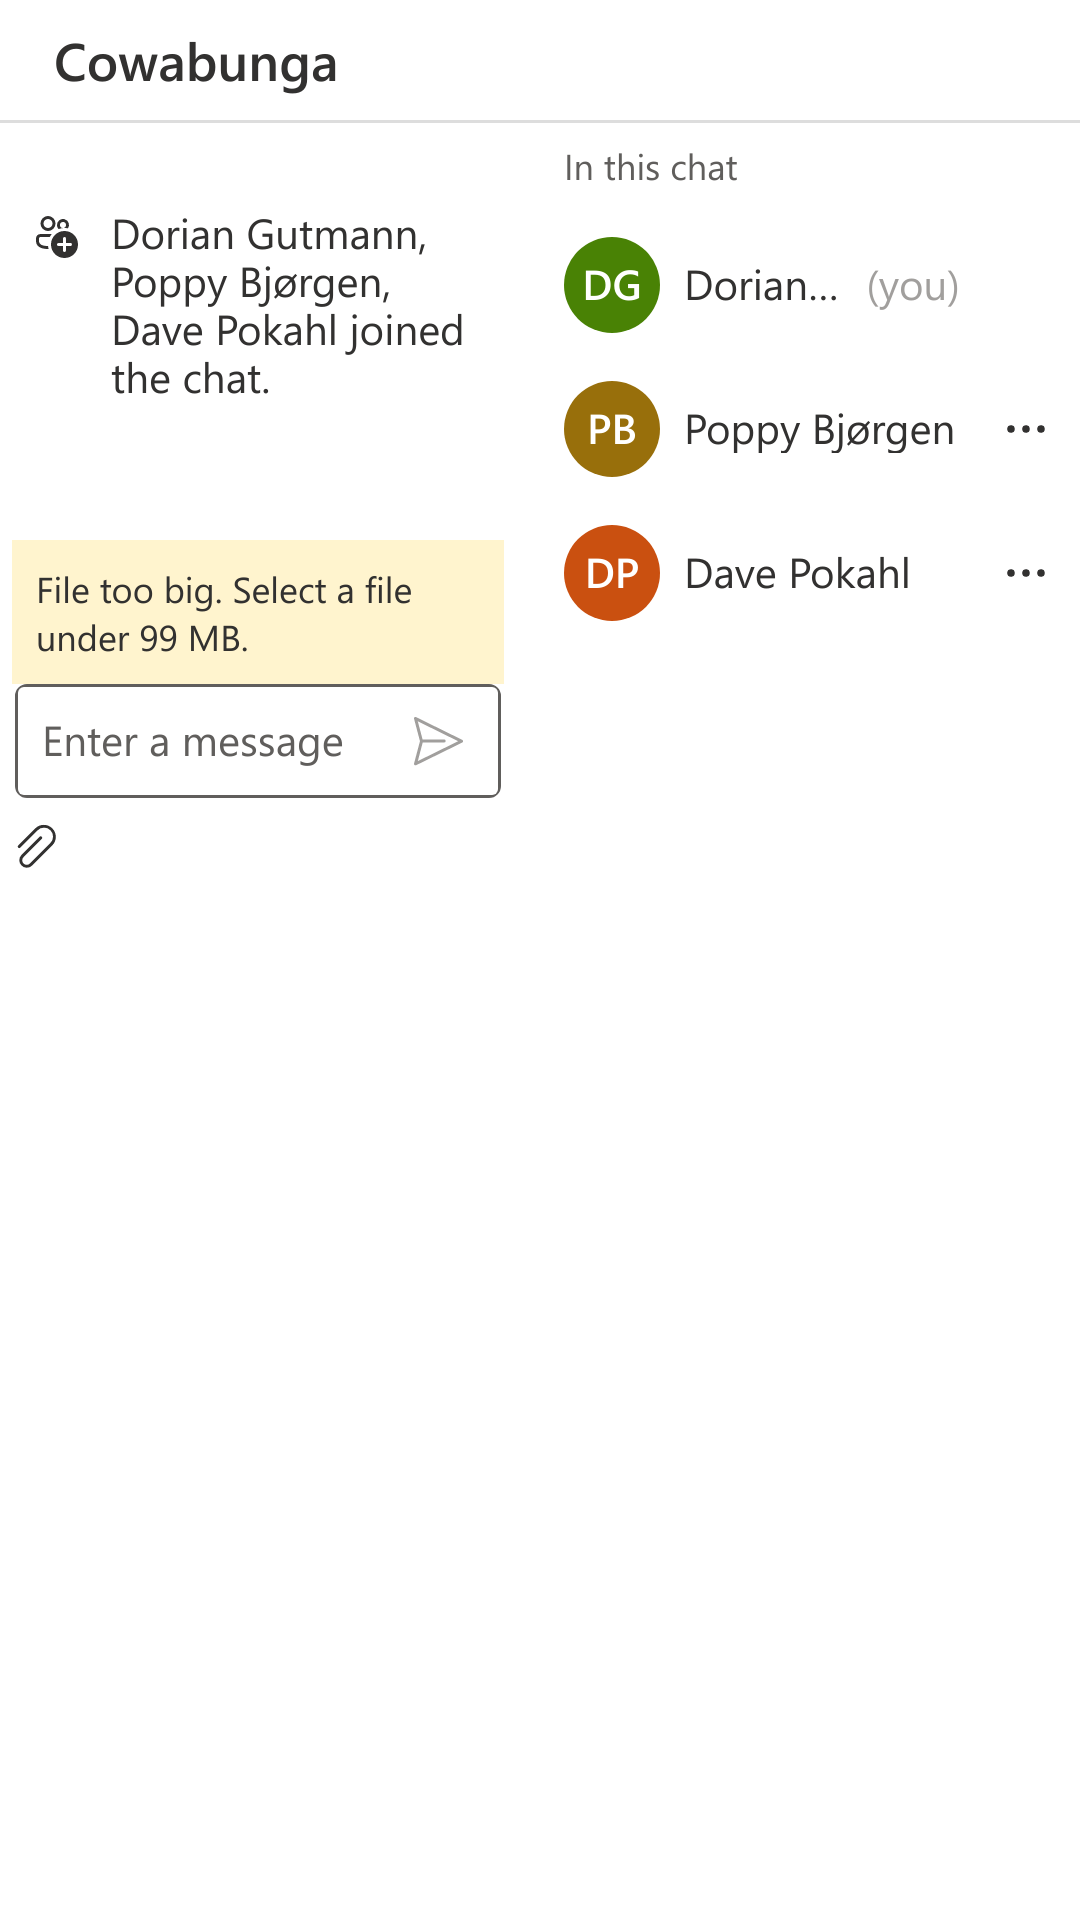 Cowabunga
Dorian Gutmann,
Poppy Bjørgen,
Dave Pokahl joined
the chat.
File too big. Select a file
under 99 MB.
Enter a message
In this chat
DG Dorian... (you)
PB Poppy Bjørgen
DP Dave Pokahl